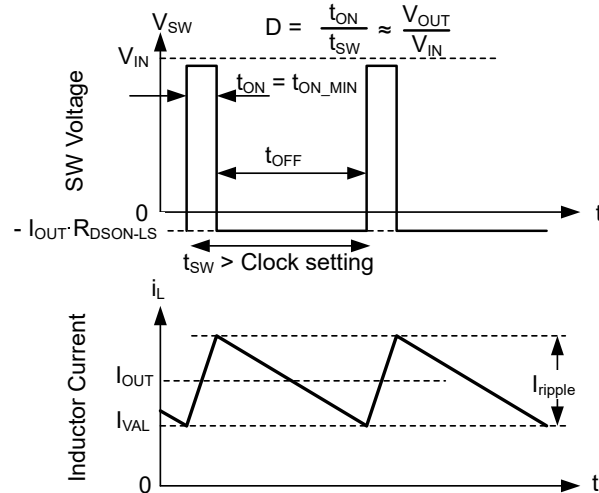 V_SW
D = t_ON / t_SW ≈ V_OUT / V_IN
V_IN
t_ON = t_ON_MIN
SW Voltage
t_OFF
0
t
- I_OUT·R_DSON-LS
t_SW > Clock setting
i_L
Inductor Current
I_OUT
I_ripple
I_VAL
0
t